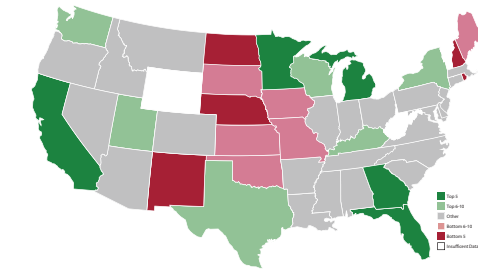 Top 5
Top 6-10
Other
Bottom 6-10
Bottom 5
Insufficient Data